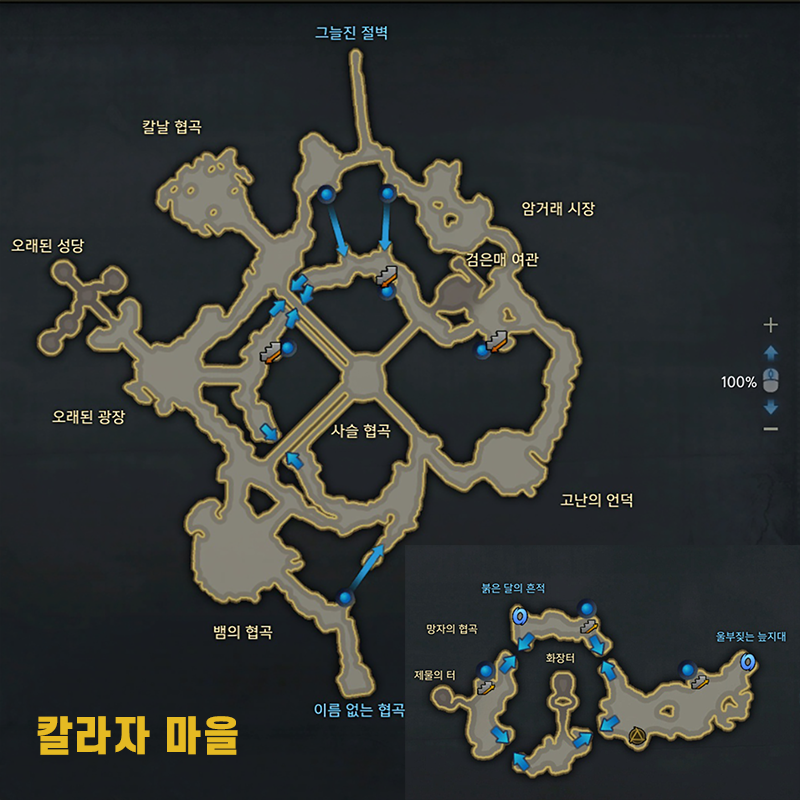 그늘진 절벽
칼날 협곡
암거래 시장
오래된 성당
검은매 여관
100%
오래된 광장
사슬 협곡
고난의 언덕
붉은 달의 흔적
망자의 협곡
뱀의 협곡
울부짖는 늪지대
화장터
제물의 터
이름 없는 협곡
칼라자 마을